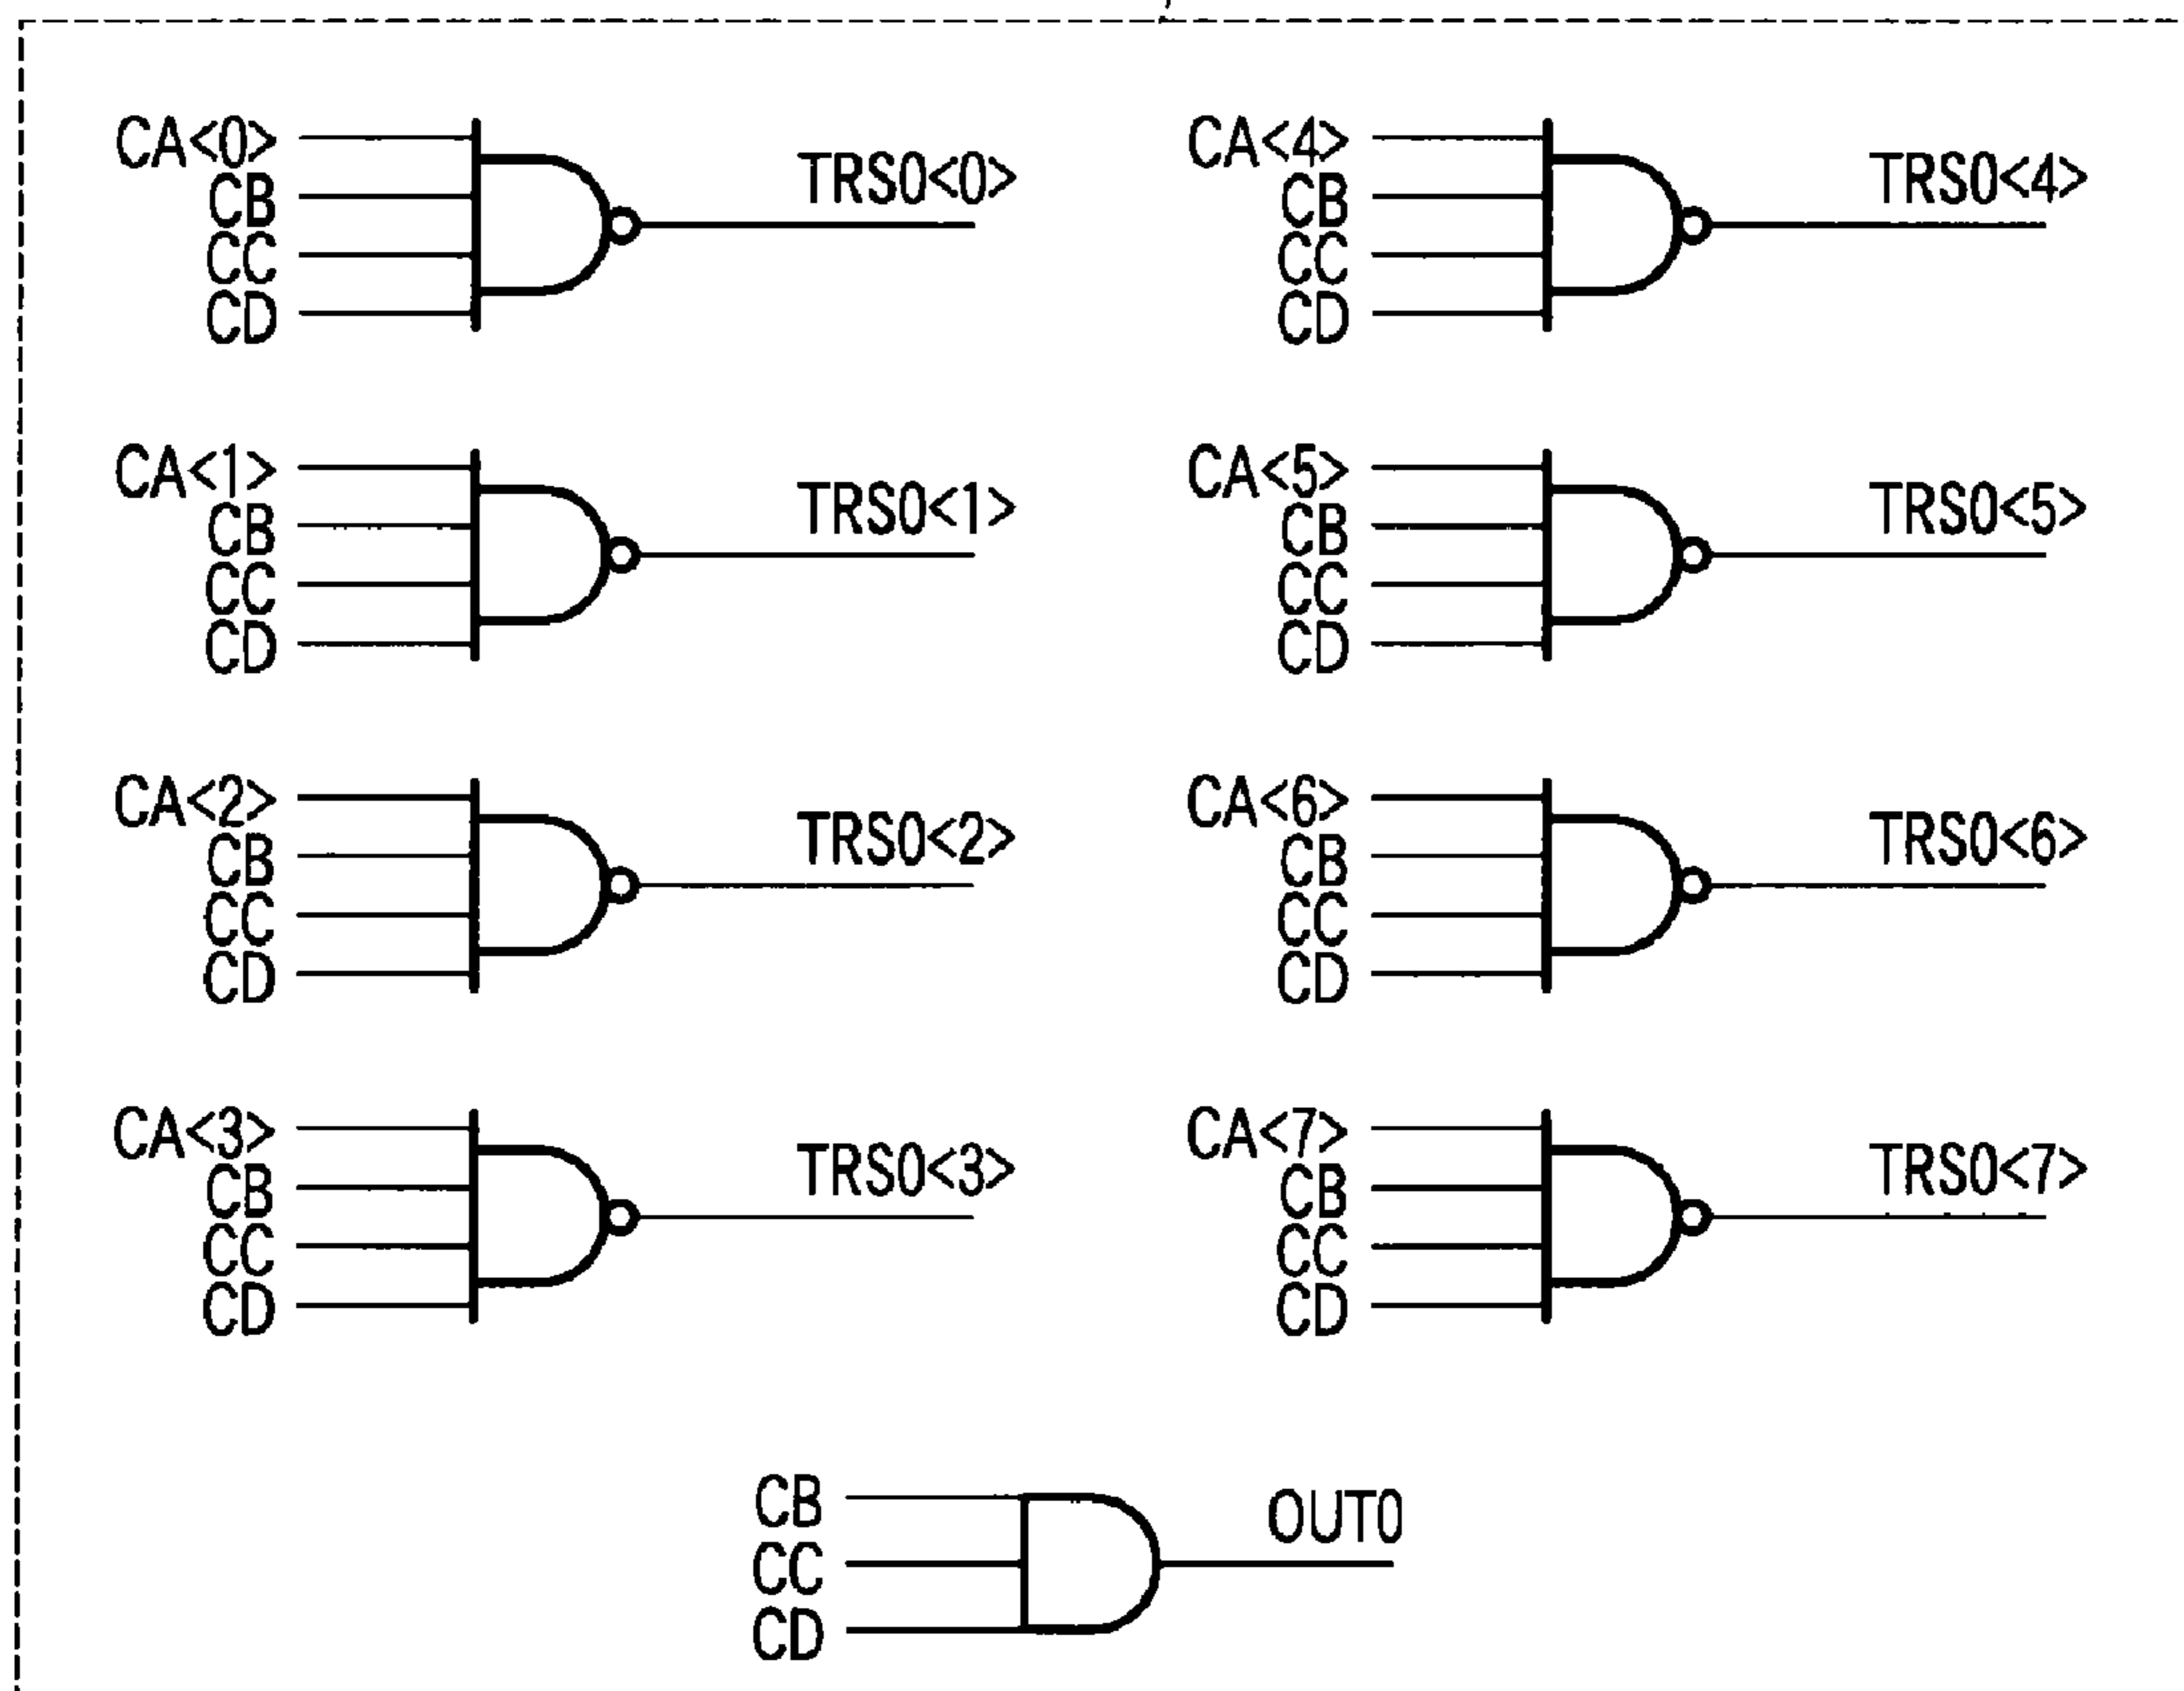 CA<0>
CB
CC
CD
TRS0<0>
CA<1>
CB
CC
CD
TRS0<1>
CA<2>
CB
CC
CD
TRS0<2>
CA<3>
CB
CC
CD
TRS0<3>
CA<4>
CB
CC
CD
TRS0<4>
CA<5>
CB
CC
CD
TRS0<5>
CA<6>
CB
CC
CD
TRS0<6>
CA<7>
CB
CC
CD
TRS0<7>
CB
CC
CD
OUT0